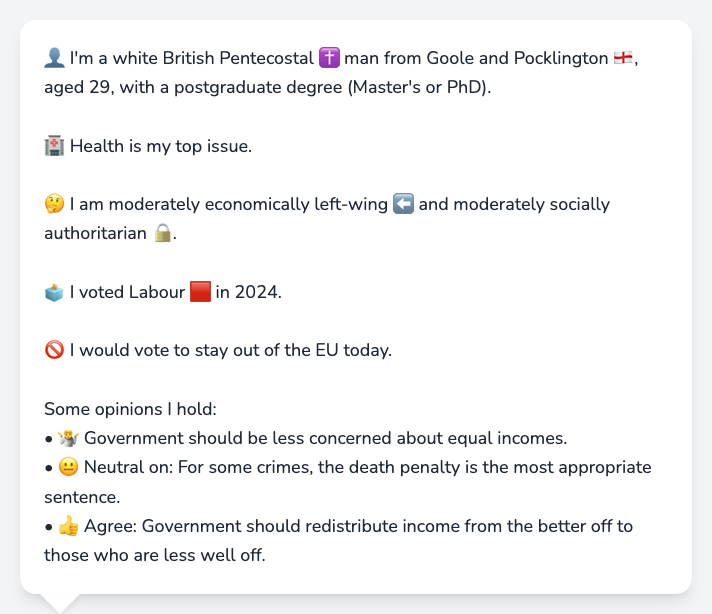 👤 I'm a white British Pentecostal ✝️ man from Goole and Pocklington 🏴󠁧󠁢󠁥󠁮󠁧󠁿,
aged 29, with a postgraduate degree (Master's or PhD).
🏥 Health is my top issue.
🤔 I am moderately economically left-wing ⬅️ and moderately socially
authoritarian 🔒.
🗳️ I voted Labour 🟥 in 2024.
🚫 I would vote to stay out of the EU today.
Some opinions I hold:
• 🤷 Government should be less concerned about equal incomes.
• 😐 Neutral on: For some crimes, the death penalty is the most appropriate
sentence.
• 👍 Agree: Government should redistribute income from the better off to
those who are less well off.